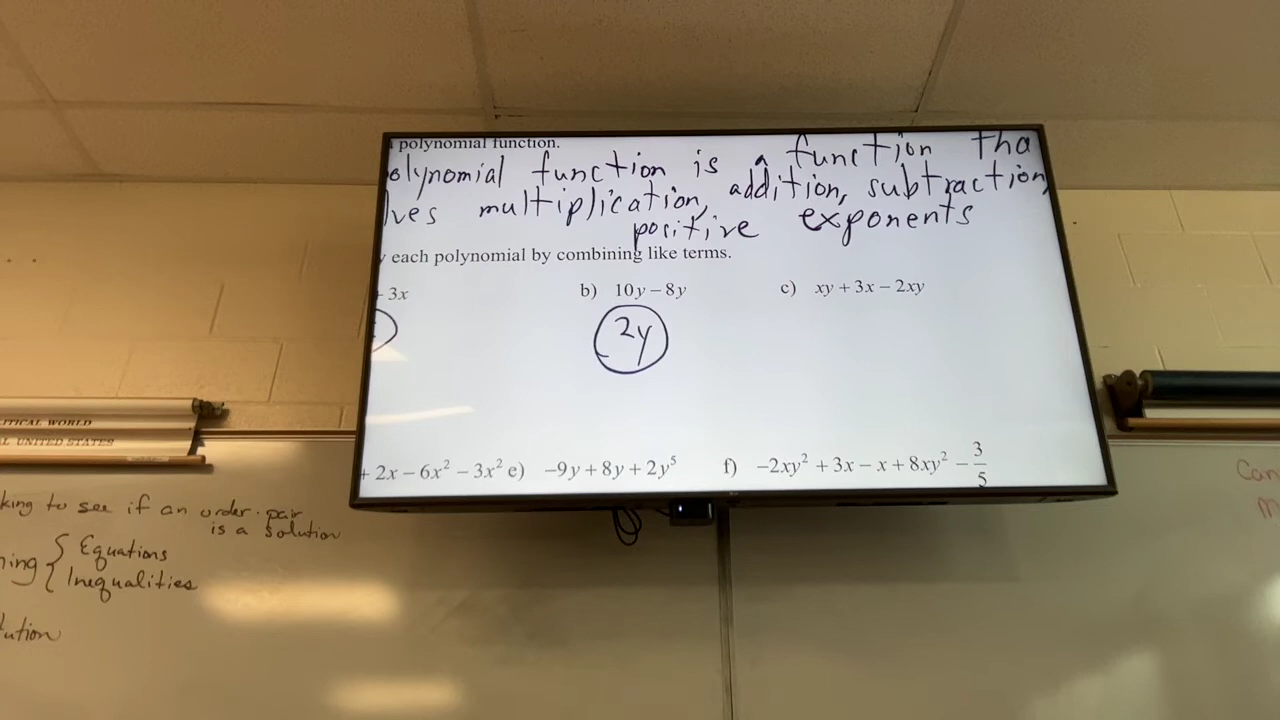 polynomial function.
olynomial function is a function tha
lves multiplication, addition, subtraction,
positive exponents
each polynomial by combining like terms.
- 3x b) 10y – 8y c) xy + 3x – 2xy
2y
+ 2x – 6x² – 3x² e) –9y + 8y + 2y⁵ f) –2xy² + 3x – x + 8xy² – 3/5
ITICAL WORLD
L UNITED STATES
king to see if an order. pair
is a solution
ning { Equations
Inequalities
lution
Can